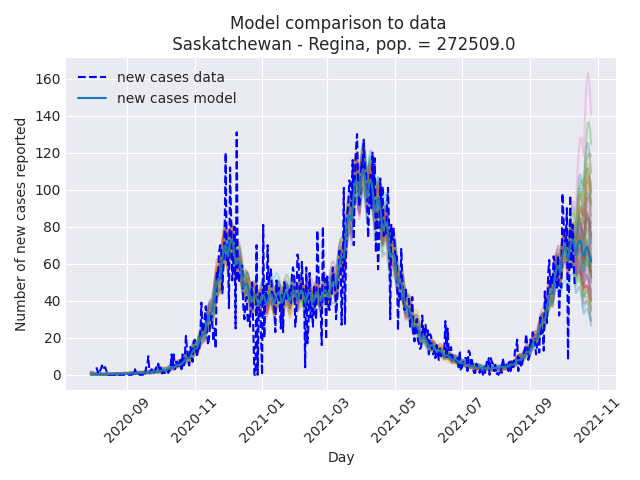 Model comparison to data
Saskatchewan - Regina, pop. = 272509.0
new cases data
new cases model
Number of new cases reported
160
140
120
100
80
60
40
20
0
2020-09
2020-11
2021-01
2021-03
2021-05
2021-07
2021-09
2021-11
Day